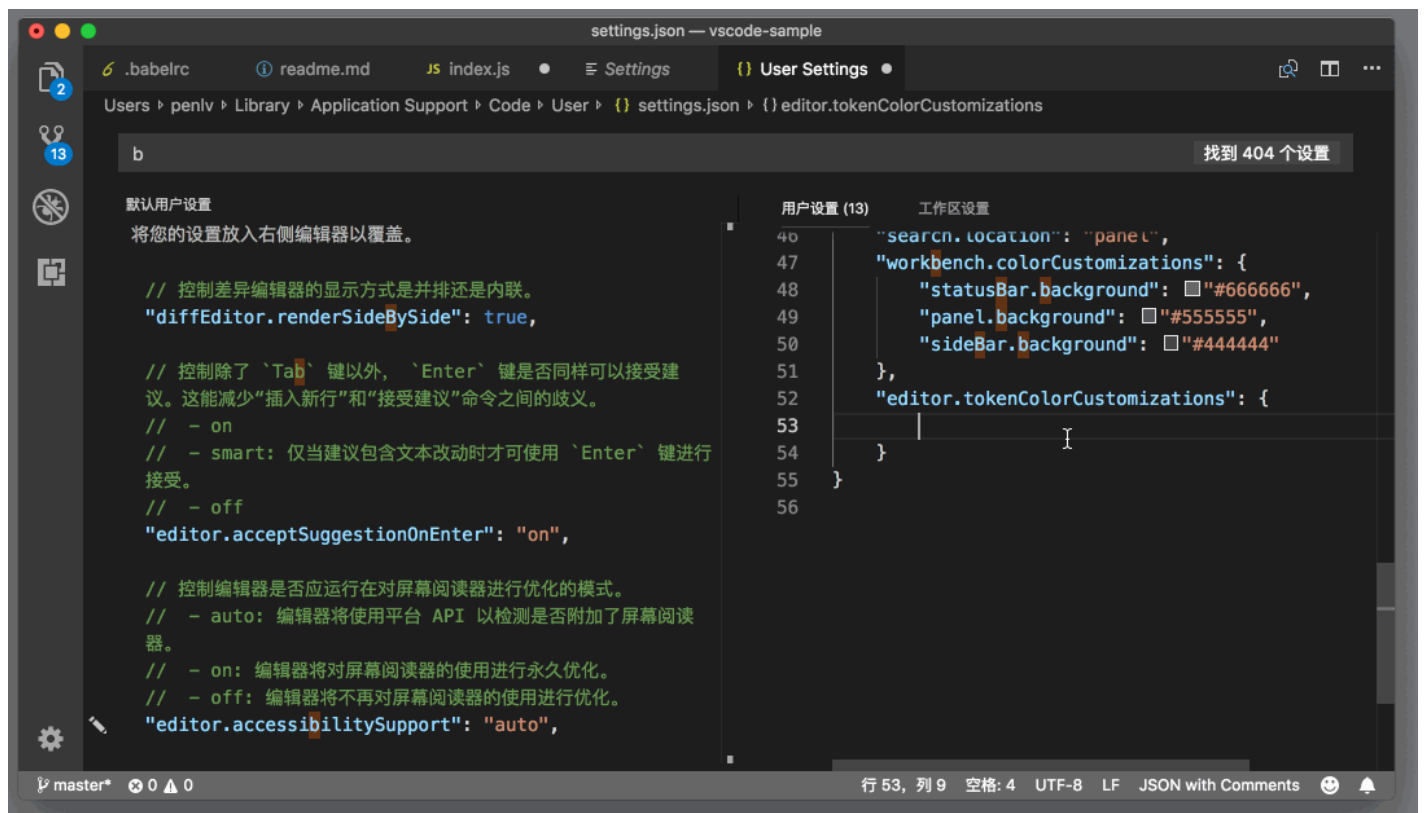 settings.json — vscode-sample
.babelrc readme.md JS index.js Settings {} User Settings ...
2
Users Penlv Library Application Support Code User {} settings.json {} editor.tokenColorCustomizations
13
b 找到 404 个设置
默认用户设置
将您的设置放入右侧编辑器以覆盖。
// 控制差异编辑器的显示方式是并排还是内联。
"diffEditor.renderSideBySide": true,
// 控制除了 `Tab` 键以外， `Enter` 键是否同样可以接受建
议。这能减少“插入新行”和“接受建议”命令之间的歧义。
// – on
// – smart: 仅当建议包含文本改动时才可使用 `Enter` 键进行
接受。
// – off
"editor.acceptSuggestionOnEnter": "on",
// 控制编辑器是否应运行在对屏幕阅读器进行优化的模式。
// – auto: 编辑器将使用平台 API 以检测是否附加了屏幕阅读
器。
// – on: 编辑器将对屏幕阅读器的使用进行永久优化。
// – off: 编辑器将不再对屏幕阅读器的使用进行优化。
"editor.accessibilitySupport": "auto",
用户设置 (13) 工作区设置
46 "search.location": "panel",
47 "workbench.colorCustomizations": {
48 "statusBar.background": "#666666",
49 "panel.background": "#555555",
50 "sideBar.background": "#444444"
51 },
52 "editor.tokenColorCustomizations": {
53
54 }
55 }
56
master* 0 0 行 53，列 9 空格: 4 UTF-8 LF JSON with Comments